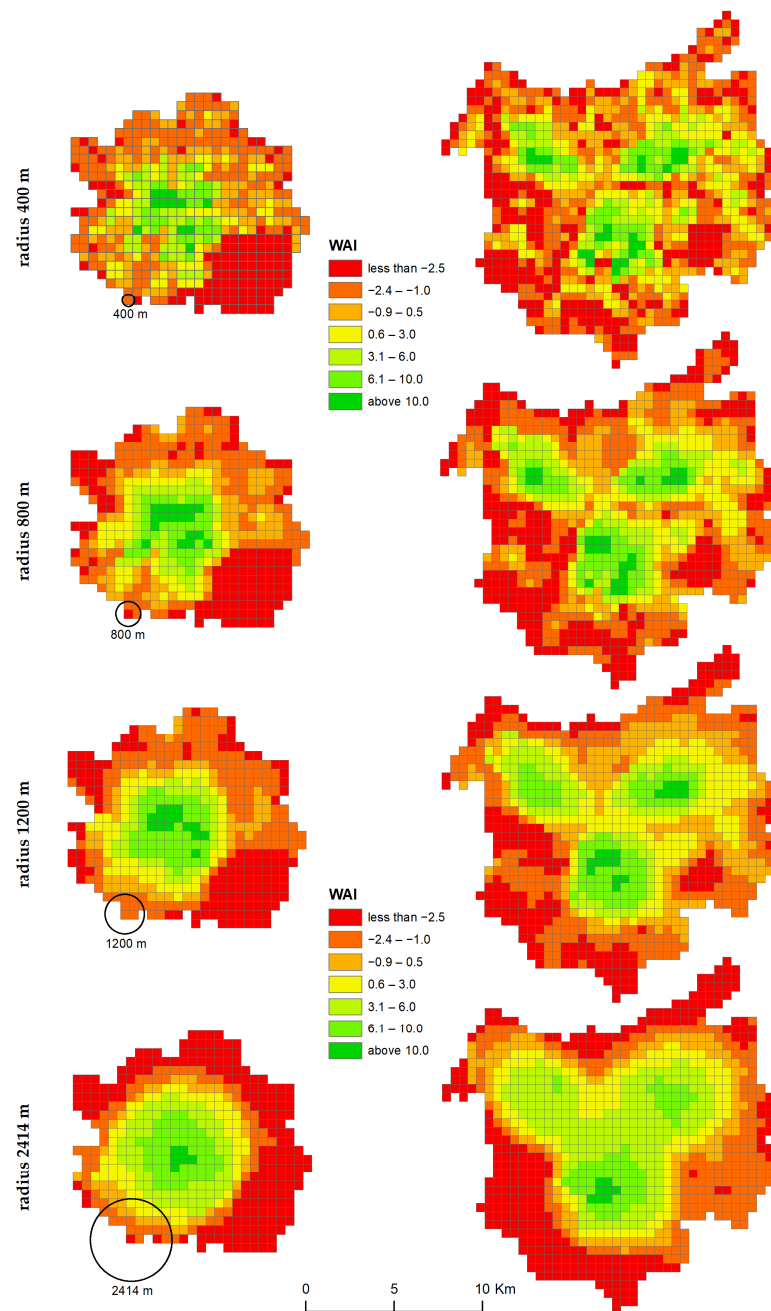 radius 400 m
400 m
WAI
less than −2.5
−2.4 – −1.0
−0.9 – 0.5
0.6 – 3.0
3.1 – 6.0
6.1 – 10.0
above 10.0
radius 800 m
800 m
radius 1200 m
1200 m
WAI
less than −2.5
−2.4 – −1.0
−0.9 – 0.5
0.6 – 3.0
3.1 – 6.0
6.1 – 10.0
above 10.0
radius 2414 m
2414 m
0 5 10 Km